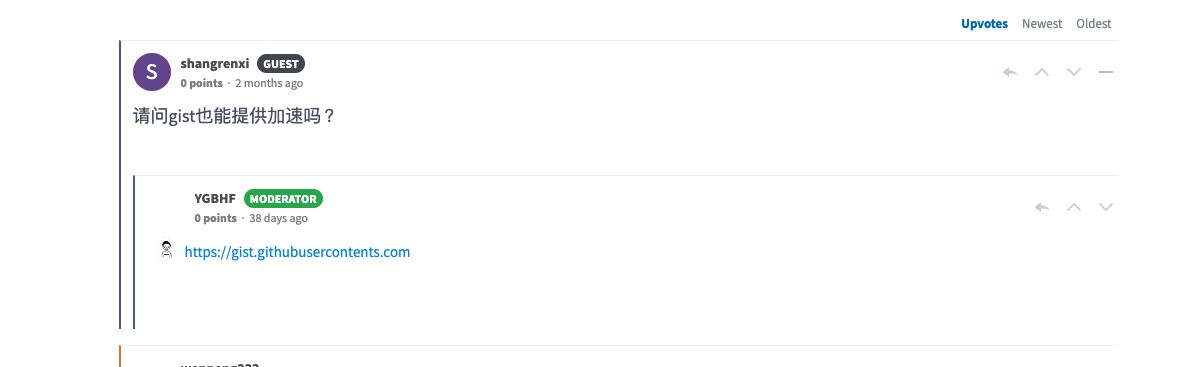 Upvotes Newest Oldest
S
shangrenxi GUEST
0 points · 2 months ago
请问gist也能提供加速吗？
YGBHF MODERATOR
0 points · 38 days ago
https://gist.githubusercontents.com